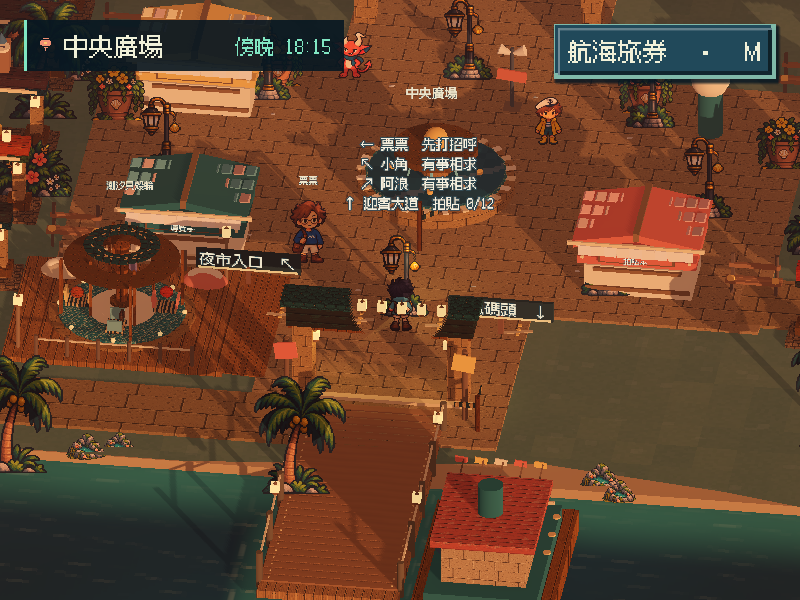 中央廣場
傍晚 18:15
航海旅券 · M
中央廣場
← 票票 先打招呼
↖ 小角 有事相求
↗ 阿浪 有事相求
↑ 迎賓大道 拍貼 0/12
票票
夜市入口 ↖
碼頭 ↓